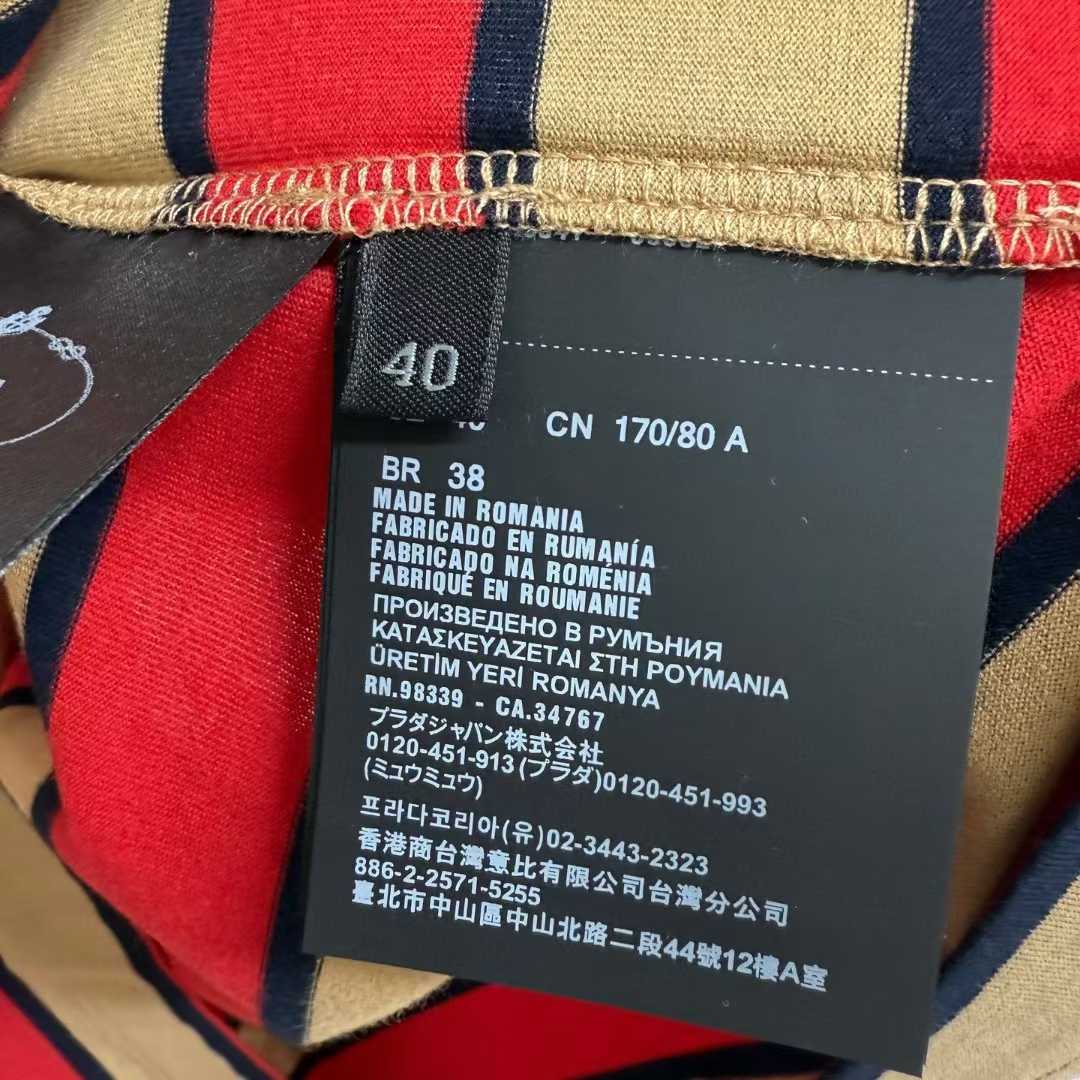 40
CN 170/80 A
BR 38
MADE IN ROMANIA
FABRICADO EN RUMANÍA
FABRICADO NA ROMÉNIA
FABRIQUÉ EN ROUMANIE
ПРОИЗВЕДЕНО В РУМЪНИЯ
ΚΑΤΑΣΚΕΥΑΖΕΤΑΙ ΣΤΗ ΡΟΥΜΑΝΙΑ
ÜRETİM YERİ ROMANYA
RN.98339 - CA.34767
プラダジャパン株式会社
0120-451-913 (プラダ)0120-451-993
(ミュウミュウ)
프라다코리아(유)02-3443-2323
香港商台灣意比有限公司台灣分公司
886-2-2571-5255
臺北市中山區中山北路二段44號12樓A室